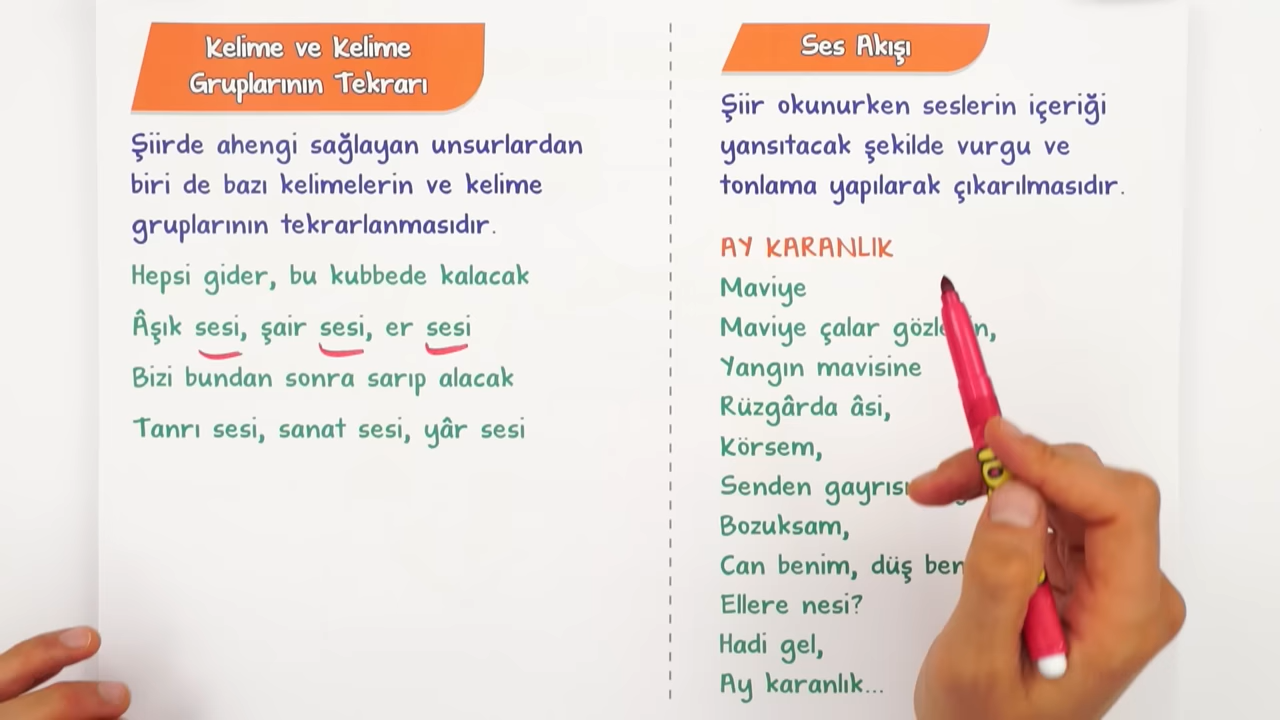 Kelime ve Kelime
Gruplarının Tekrarı
Şiirde ahengi sağlayan unsurlardan
biri de bazı kelimelerin ve kelime
gruplarının tekrarlanmasıdır.
Hepsi gider, bu kubbede kalacak
Âşık sesi, şair sesi, er sesi
Bizi bundan sonra sarıp alacak
Tanrı sesi, sanat sesi, yâr sesi
Ses Akışı
Şiir okunurken seslerin içeriği
yansıtacak şekilde vurgu ve
tonlama yapılarak çıkarılmasıdır.
AY KARANLIK
Maviye
Maviye çalar
Yangın mavisine
Rüzgârda âsi,
Körsem,
Senden
Bozuksam,
Can benim, düş
Ellere nesi?
Hadi gel,
Ay karanlık...